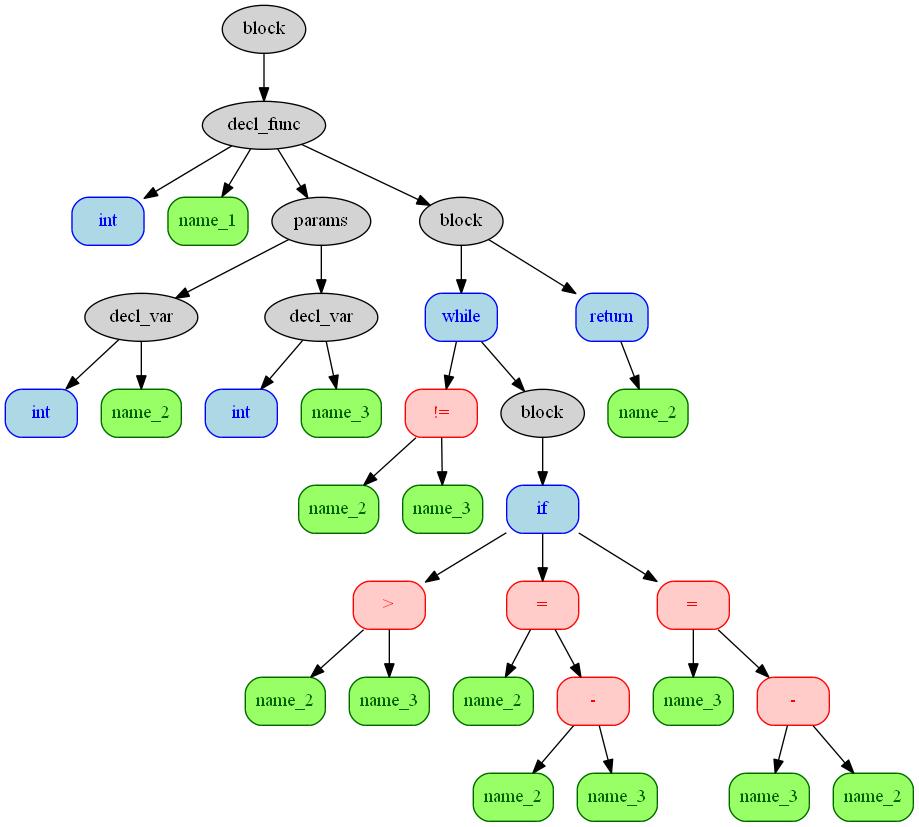 block
decl_func
int name_1 params block
decl_var decl_var while return
int name_2 int name_3 != block name_2
name_2 name_3 if
> = =
name_2 name_3 name_2 - name_3 -
name_2 name_3 name_3 name_2